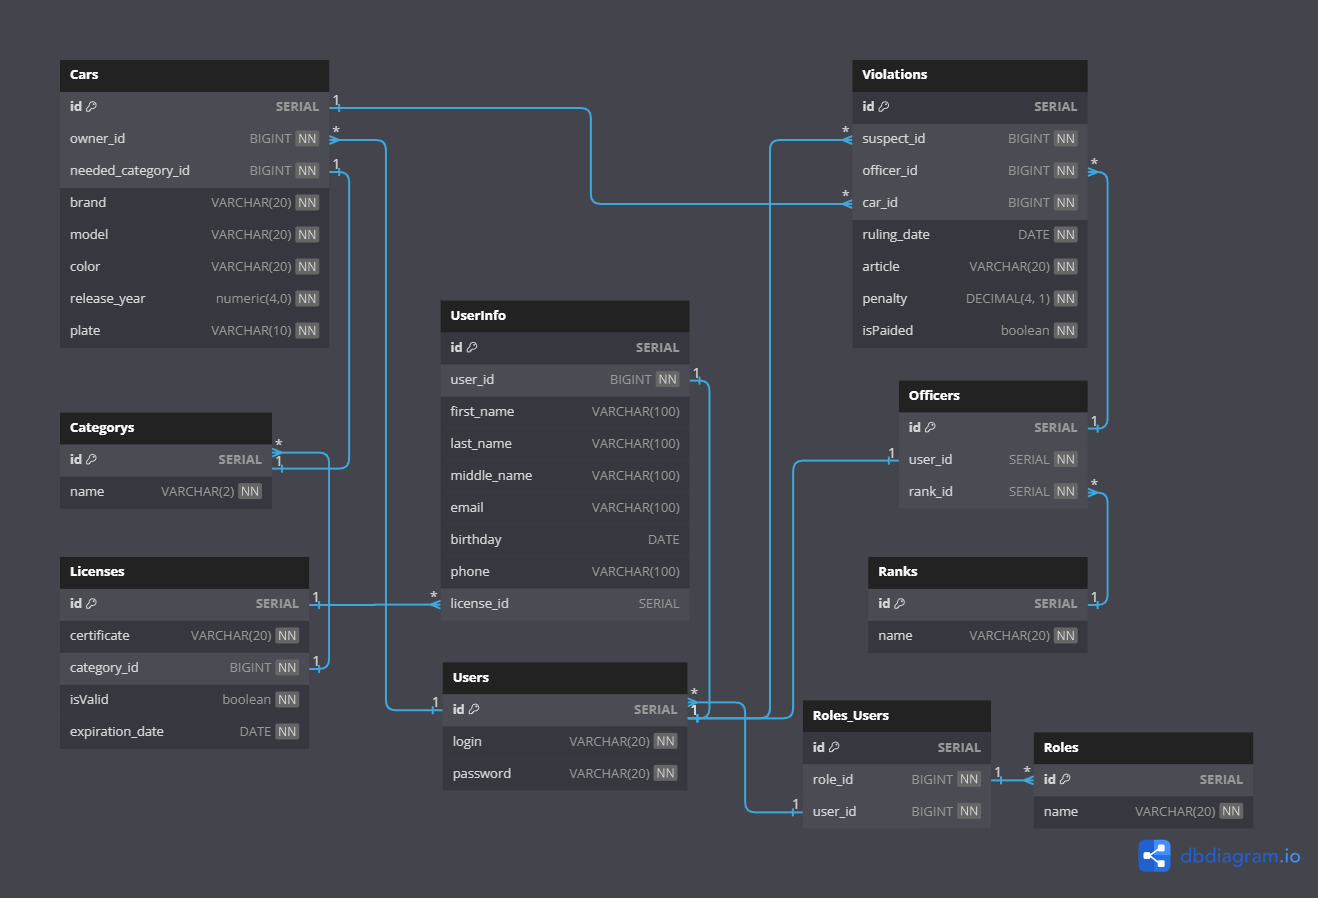 Cars
id SERIAL
owner_id BIGINT NN
needed_category_id BIGINT NN
brand VARCHAR(20) NN
model VARCHAR(20) NN
color VARCHAR(20) NN
release_year numeric(4,0) NN
plate VARCHAR(10) NN
1
*
1
Categorys
id SERIAL
name VARCHAR(2) NN
*
1
Licenses
id SERIAL
certificate VARCHAR(20) NN
category_id BIGINT NN
isValid boolean NN
expiration_date DATE NN
1
1
UserInfo
id SERIAL
user_id BIGINT NN
first_name VARCHAR(100)
last_name VARCHAR(100)
middle_name VARCHAR(100)
email VARCHAR(100)
birthday DATE
phone VARCHAR(100)
license_id SERIAL
1
*
Users
id SERIAL
login VARCHAR(20) NN
password VARCHAR(20) NN
1
*
1
Violations
id SERIAL
suspect_id BIGINT NN
officer_id BIGINT NN
car_id BIGINT NN
ruling_date DATE NN
article VARCHAR(20) NN
penalty DECIMAL(4, 1) NN
isPaided boolean NN
*
*
*
Officers
id SERIAL
user_id SERIAL NN
rank_id SERIAL NN
1
1
*
Ranks
id SERIAL
name VARCHAR(20) NN
1
Roles_Users
id SERIAL
role_id BIGINT NN
user_id BIGINT NN
1
1
Roles
id SERIAL
name VARCHAR(20) NN
*
dbdiagram.io